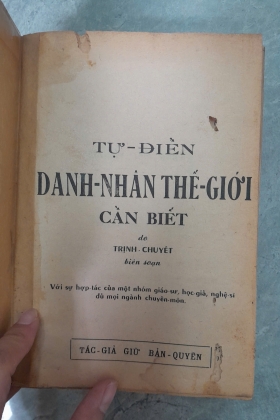 TỰ-ĐIỂN
DANH-NHÂN THẾ-GIỚI
CẦN BIẾT
do
TRỊNH-CHUYẾT
biên soạn
Với sự hợp-tác của một nhóm giáo-sư, học-giả, nghệ-sĩ
đủ mọi ngành chuyên-môn.
TÁC-GIẢ GIỮ BẢN-QUYỀN